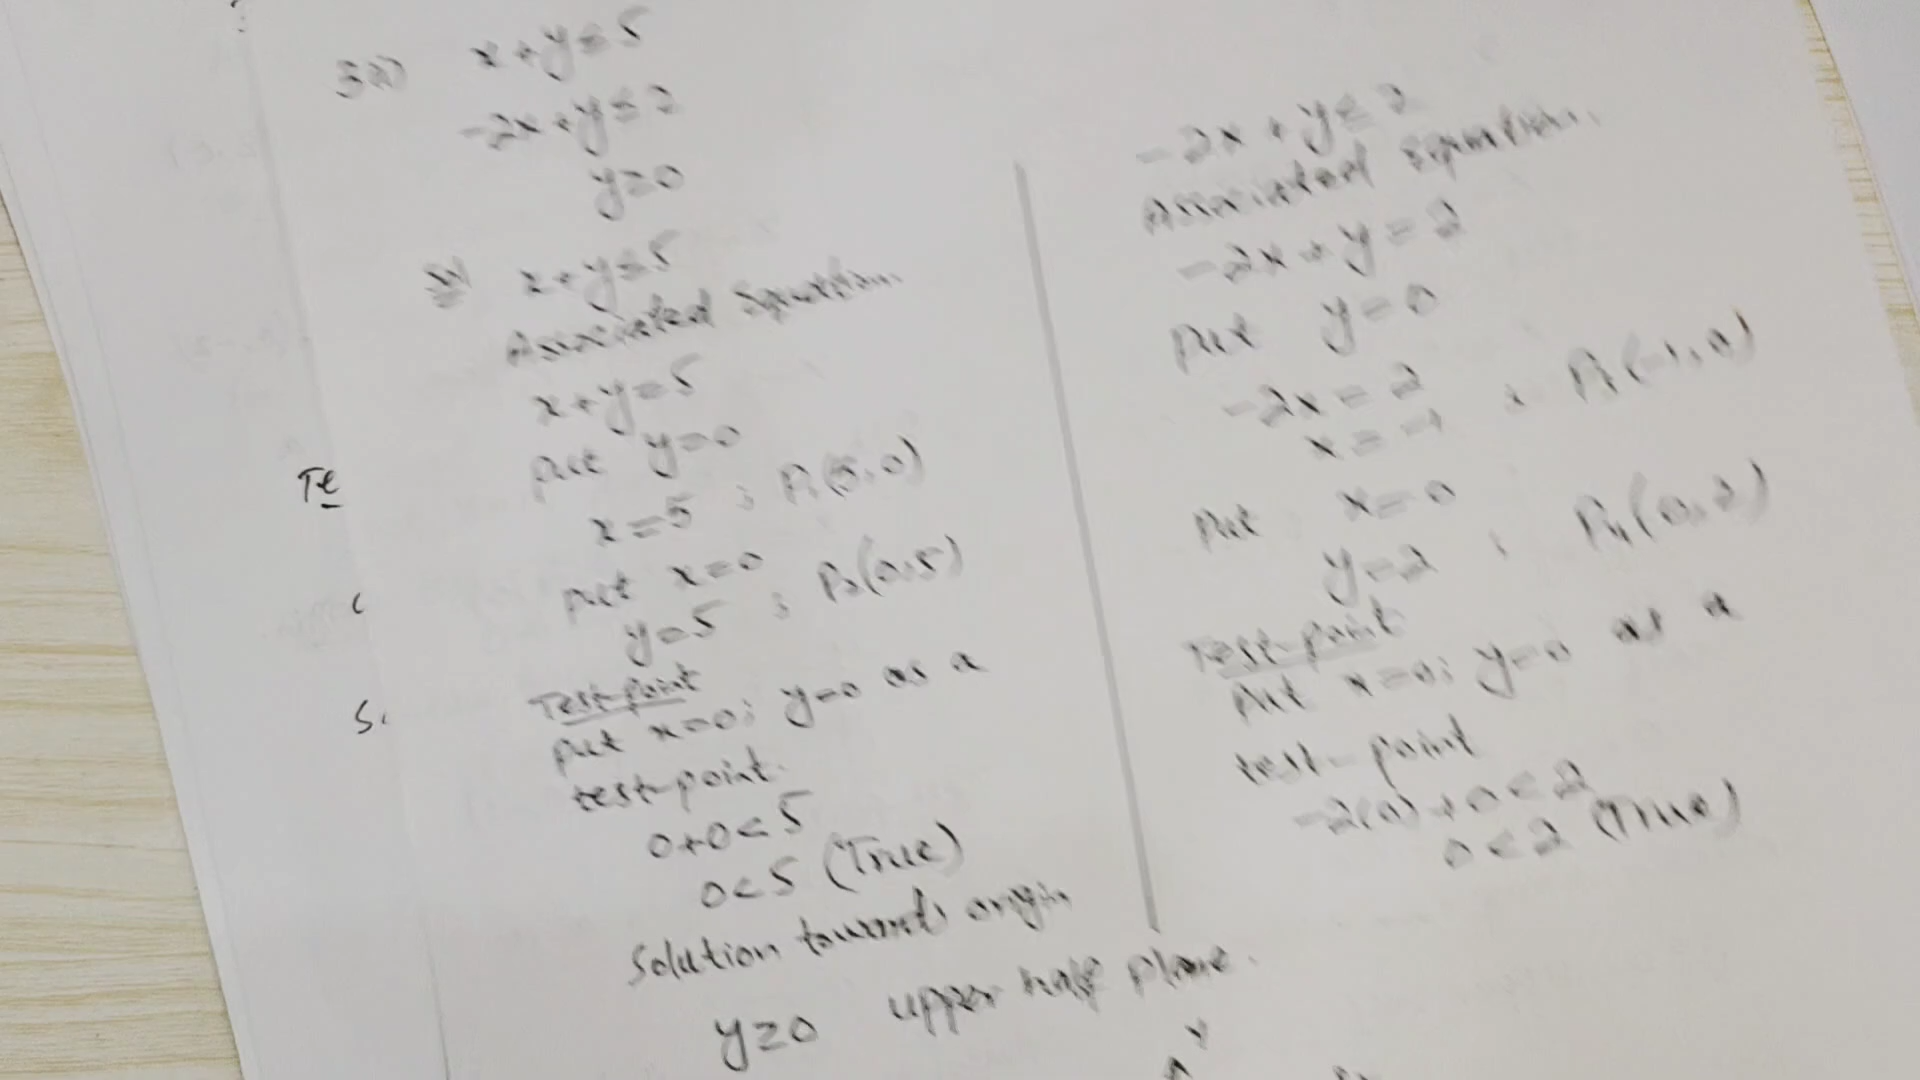 x+y≤5
-2x+y≤2
y≥0
x+y≤5
Associated Equation.
x+y=5
put y=0
x=5 ; P₁(5,0)
put x=0
y=5 ; P₂(0,5)
Test-point
put x=0; y=0 as a
test-point.
0+0<5
0<5 (True)
Solution towards origin
y≥0 upper half plane.
-2x+y≤2
Associated Equation.
-2x+y=2
put y=0
-2x=2
x=-1 ; P₃(-1,0)
put x=0
y=2 ; P₄(0,2)
Test-point
put x=0; y=0 as a
test-point
-2(0)+0<2
0<2 (True)
Te
y